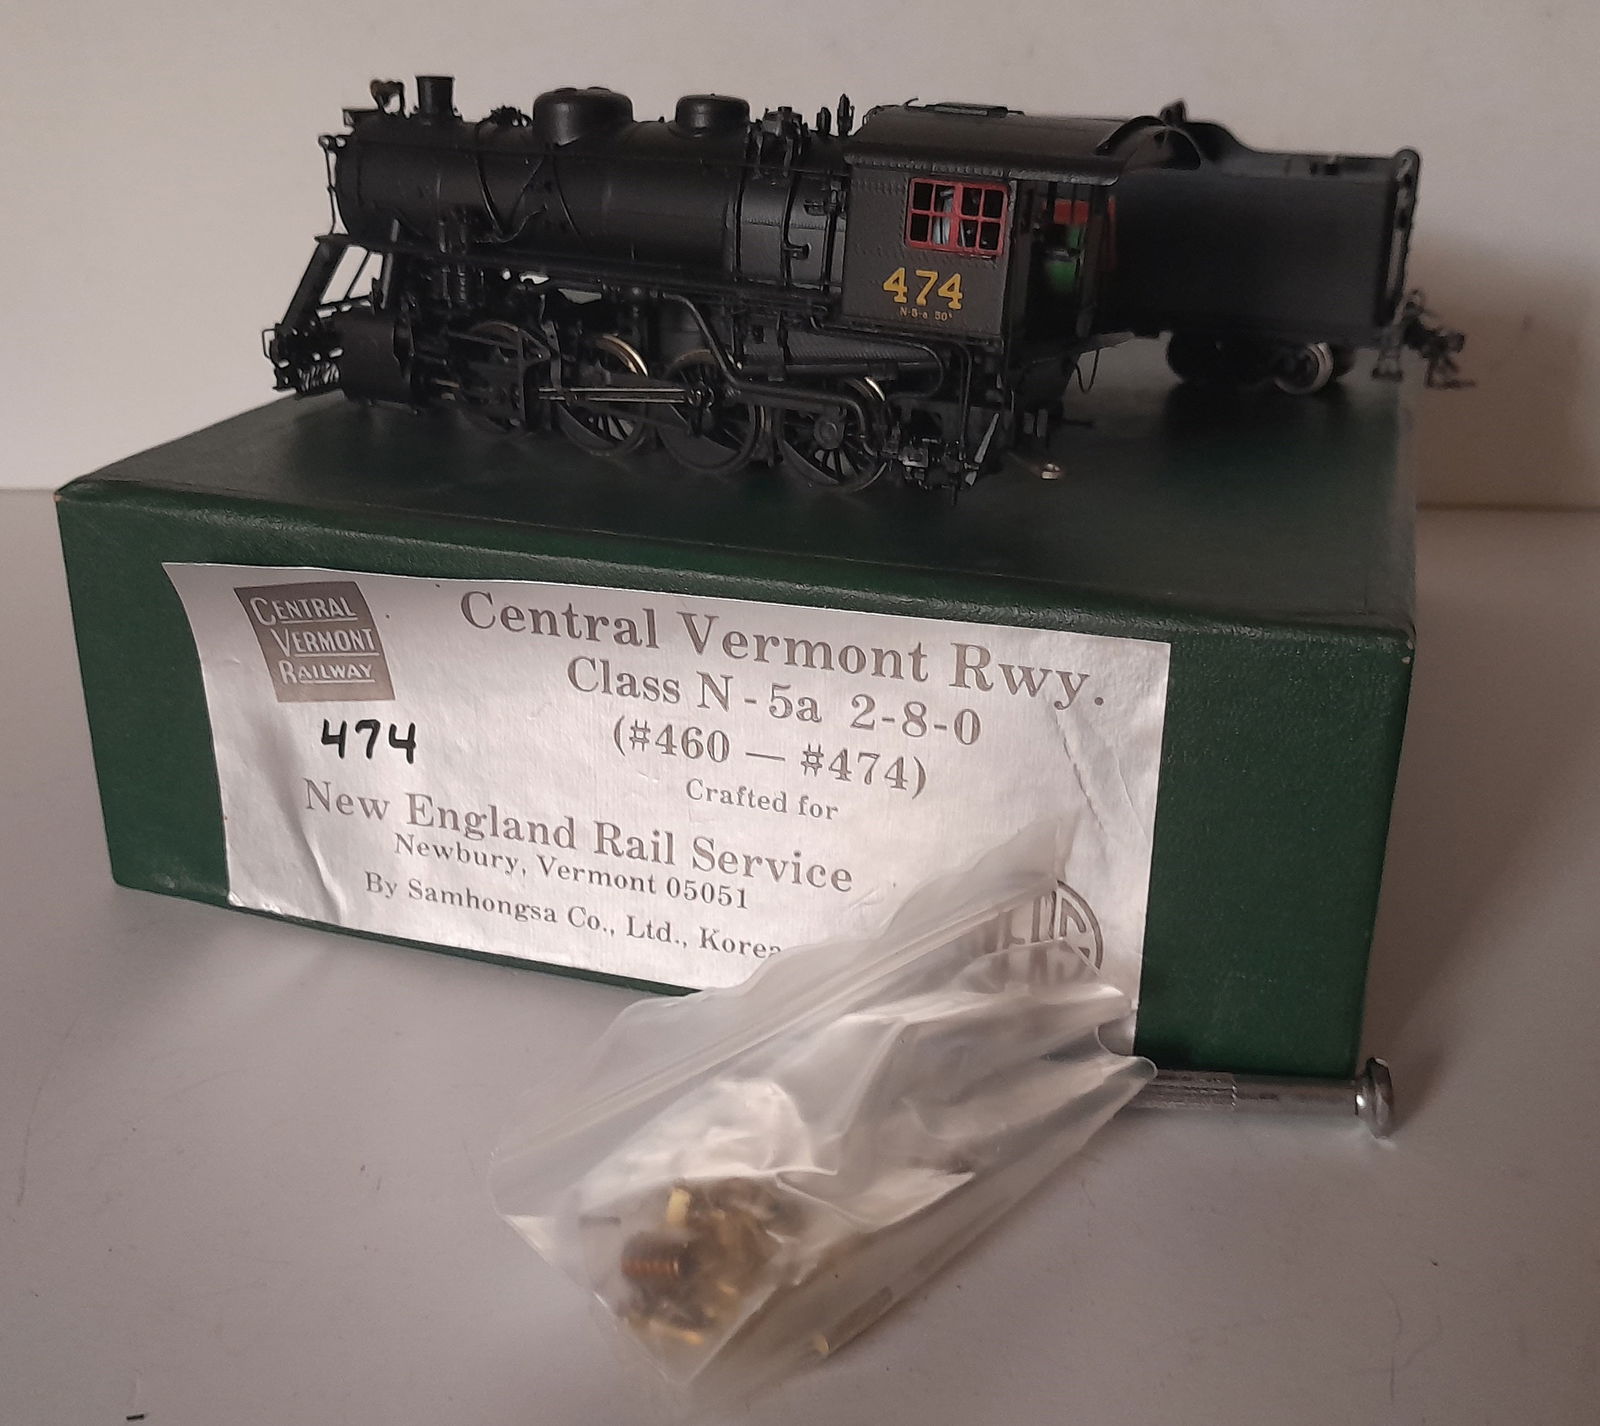 474
N-5-a 30%
CENTRAL
VERMONT
RAILWAY
474
Central Vermont Rwy.
Class N-5a 2-8-0
(#460 — #474)
Crafted for
New England Rail Service
Newbury, Vermont 05051
By Samhongsa Co., Ltd., Korea